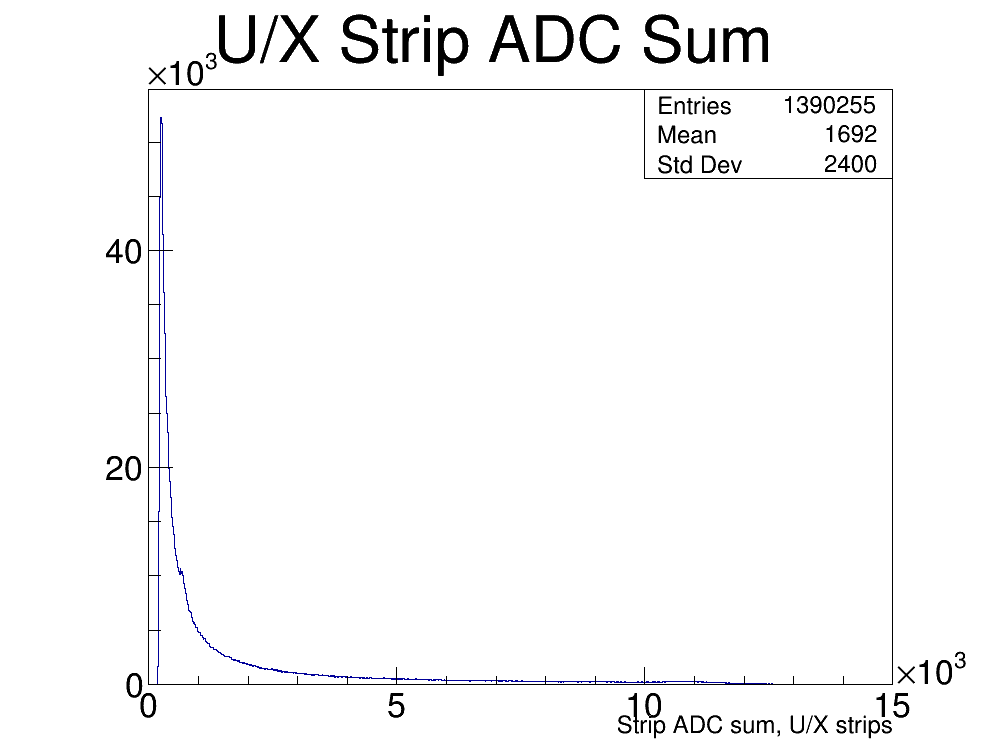 U/X Strip ADC Sum
×10³
Entries 1390255
Mean 1692
Std Dev 2400
40
20
0
0 5 10 15
×10³
Strip ADC sum, U/X strips